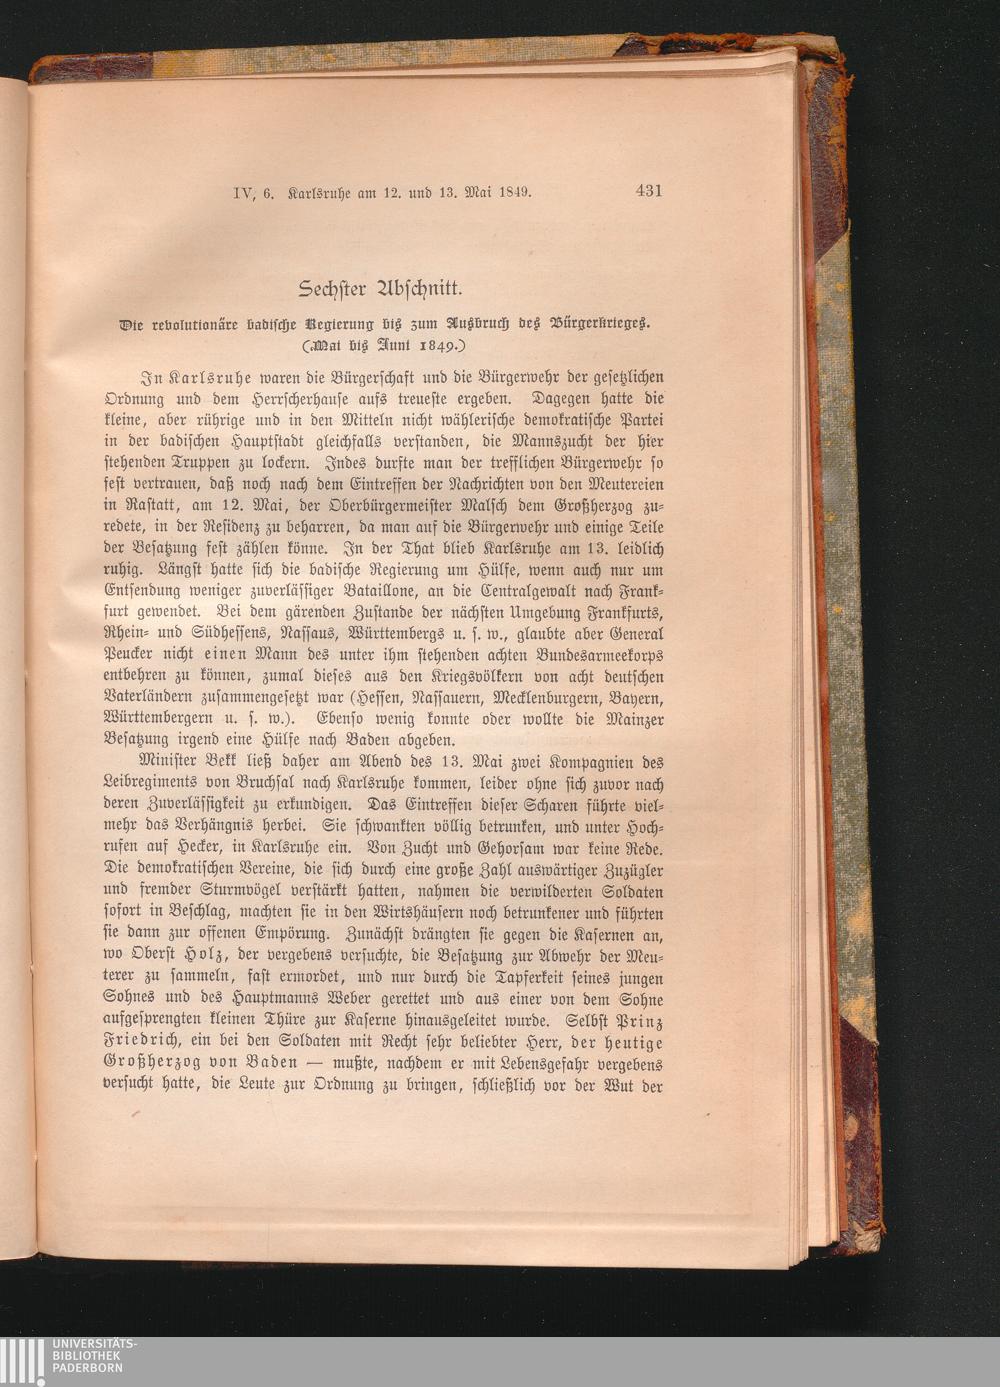 IV, 6. Karlsruhe am 12. und 13. Mai 1849. 431
Sechster Abschnitt.
Die revolutionäre badische Regierung bis zum Ausbruch des Bürgerkrieges.
(Mai bis Juni 1849.)
In Karlsruhe waren die Bürgerschaft und die Bürgerwehr der gesetzlichen
Ordnung und dem Herrscherhause aufs treueste ergeben. Dagegen hatte die
kleine, aber rührige und in den Mitteln nicht wählerische demokratische Partei
in der badischen Hauptstadt gleichfalls verstanden, die Mannszucht der hier
stehenden Truppen zu lockern. Indes durfte man der trefflichen Bürgerwehr so
fest vertrauen, daß noch nach dem Eintreffen der Nachrichten von den Meutereien
in Rastatt, am 12. Mai, der Oberbürgermeister Malsch dem Großherzog zu-
redete, in der Residenz zu beharren, da man auf die Bürgerwehr und einige Teile
der Besatzung fest zählen könne. In der That blieb Karlsruhe am 13. leidlich
ruhig. Längst hatte sich die badische Regierung um Hülfe, wenn auch nur um
Entsendung weniger zuverlässiger Bataillone, an die Centralgewalt nach Frank-
furt gewendet. Bei dem gärenden Zustande der nächsten Umgebung Frankfurts,
Rhein- und Südhessens, Nassaus, Württembergs u. s. w., glaubte aber General
Peucker nicht einen Mann des unter ihm stehenden achten Bundesarmeekorps
entbehren zu können, zumal dieses aus den Kriegsvölkern von acht deutschen
Vaterländern zusammengesetzt war (Hessen, Nassauern, Mecklenburgern, Bayern,
Württembergern u. s. w.). Ebenso wenig konnte oder wollte die Mainzer
Besatzung irgend eine Hülfe nach Baden abgeben.
Minister Bekk ließ daher am Abend des 13. Mai zwei Kompagnien des
Leibregiments von Bruchsal nach Karlsruhe kommen, leider ohne sich zuvor nach
deren Zuverlässigkeit zu erkundigen. Das Eintreffen dieser Scharen führte viel-
mehr das Verhängnis herbei. Sie schwankten völlig betrunken, und unter Hoch-
rufen auf Hecker, in Karlsruhe ein. Von Zucht und Gehorsam war keine Rede.
Die demokratischen Vereine, die sich durch eine große Zahl auswärtiger Zuzügler
und fremder Sturmvögel verstärkt hatten, nahmen die verwilderten Soldaten
sofort in Beschlag, machten sie in den Wirtshäusern noch betrunkener und führten
sie dann zur offenen Empörung. Zunächst drängten sie gegen die Kasernen an,
wo Oberst Holz, der vergebens versuchte, die Besatzung zur Abwehr der Meu-
terer zu sammeln, fast ermordet, und nur durch die Tapferkeit seines jungen
Sohnes und des Hauptmanns Weber gerettet und aus einer von dem Sohne
aufgesprengten kleinen Thüre zur Kaserne hinausgeleitet wurde. Selbst Prinz
Friedrich, ein bei den Soldaten mit Recht sehr beliebter Herr, der heutige
Großherzog von Baden — mußte, nachdem er mit Lebensgefahr vergebens
versucht hatte, die Leute zur Ordnung zu bringen, schließlich vor der Wut der
UNIVERSITÄTS-
BIBLIOTHEK
PADERBORN